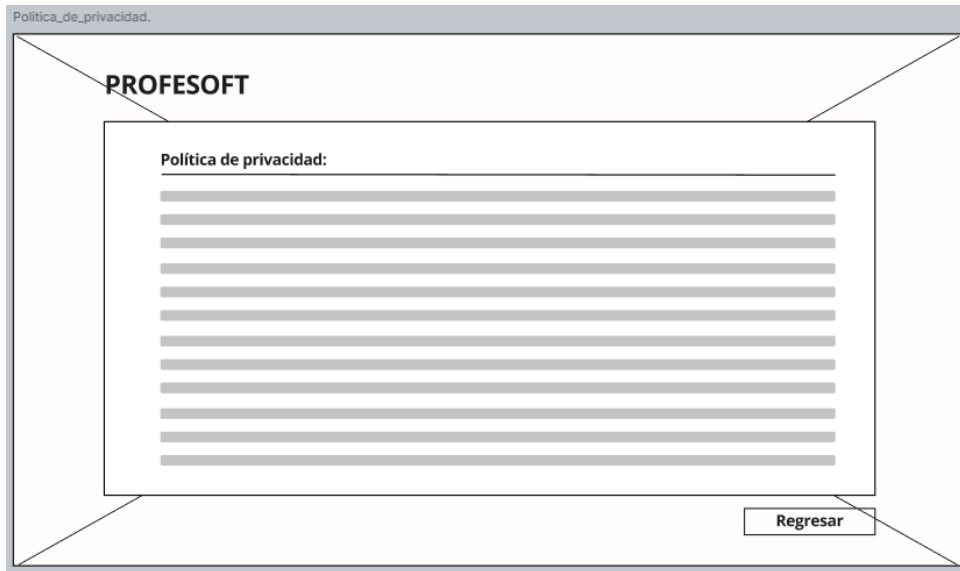 Politica_de_privacidad.
PROFESOFT
Política de privacidad:
Regresar